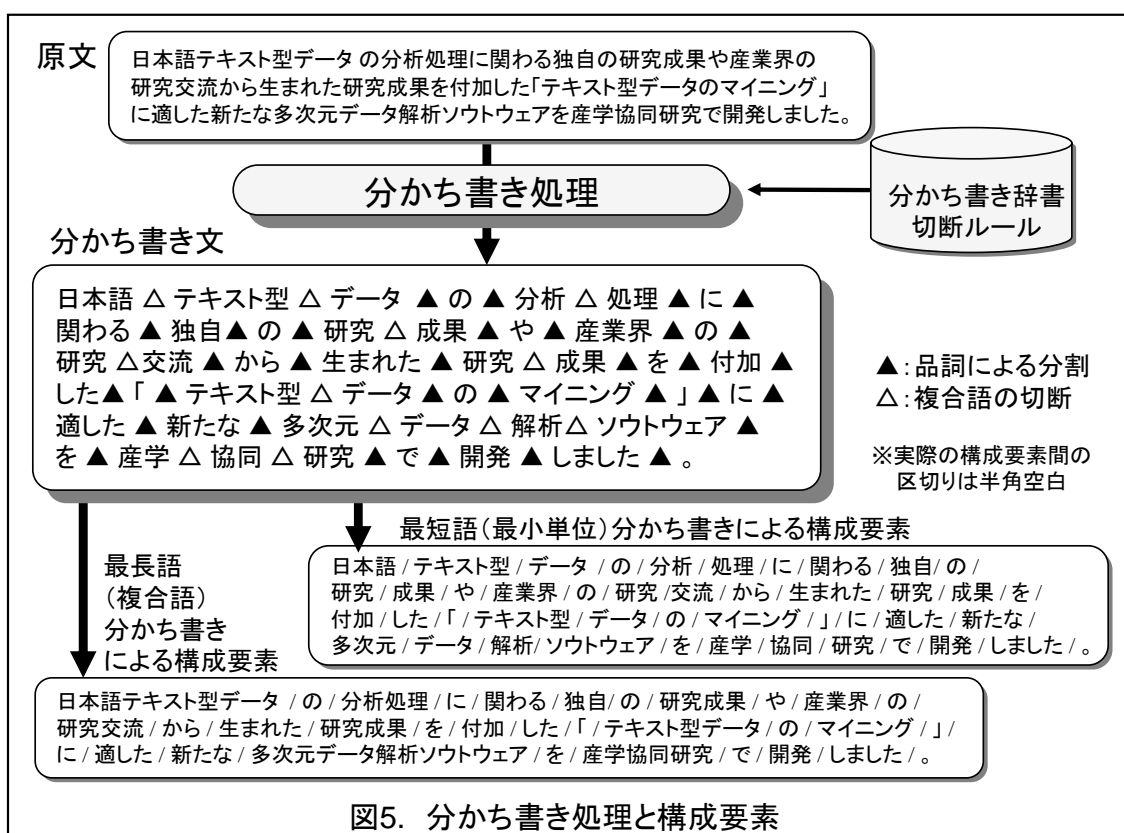 原文
日本語テキスト型データ の分析処理に関わる独自の研究成果や産業界の
研究交流から生まれた研究成果を付加した「テキスト型データのマイニング」
に適した新たな多次元データ解析ソウトウェアを産学協同研究で開発しました。
分かち書き処理
分かち書き辞書
切断ルール
分かち書き文
日本語 △ テキスト型 △ データ ▲ の ▲ 分析 △ 処理 ▲ に ▲
関わる ▲ 独自▲ の ▲ 研究 △ 成果 ▲ や ▲ 産業界 ▲ の ▲
研究 △交流 ▲ から ▲ 生まれた ▲ 研究 △ 成果 ▲ を ▲ 付加 ▲
した▲「 ▲ テキスト型 △ データ ▲ の ▲ マイニング ▲ 」 ▲ に ▲
適した ▲ 新たな ▲ 多次元 △ データ △ 解析△ ソウトウェア ▲
を ▲ 産学 △ 協同 △ 研究 ▲ で ▲ 開発 ▲ しました ▲ 。
▲:品詞による分割
△:複合語の切断
※実際の構成要素間の
区切りは半角空白
最短語(最小単位)分かち書きによる構成要素
日本語 / テキスト型 / データ / の / 分析 / 処理 / に / 関わる / 独自/ の /
研究 / 成果 / や / 産業界 / の / 研究 /交流 / から / 生まれた / 研究 / 成果 / を /
付加 / した /「 / テキスト型 / データ / の / マイニング / 」 / に / 適した / 新たな /
多次元 / データ / 解析/ ソウトウェア / を / 産学 / 協同 / 研究 / で / 開発 / しました / 。
最長語
(複合語)
分かち書き
による構成要素
日本語テキスト型データ / の / 分析処理 / に / 関わる / 独自/ の / 研究成果 / や / 産業界 / の /
研究交流 / から / 生まれた / 研究成果 / を / 付加 / した /「 / テキスト型データ / の / マイニング / 」 /
に / 適した / 新たな / 多次元データ解析ソウトウェア / を / 産学協同研究 / で / 開発 / しました / 。
図5. 分かち書き処理と構成要素